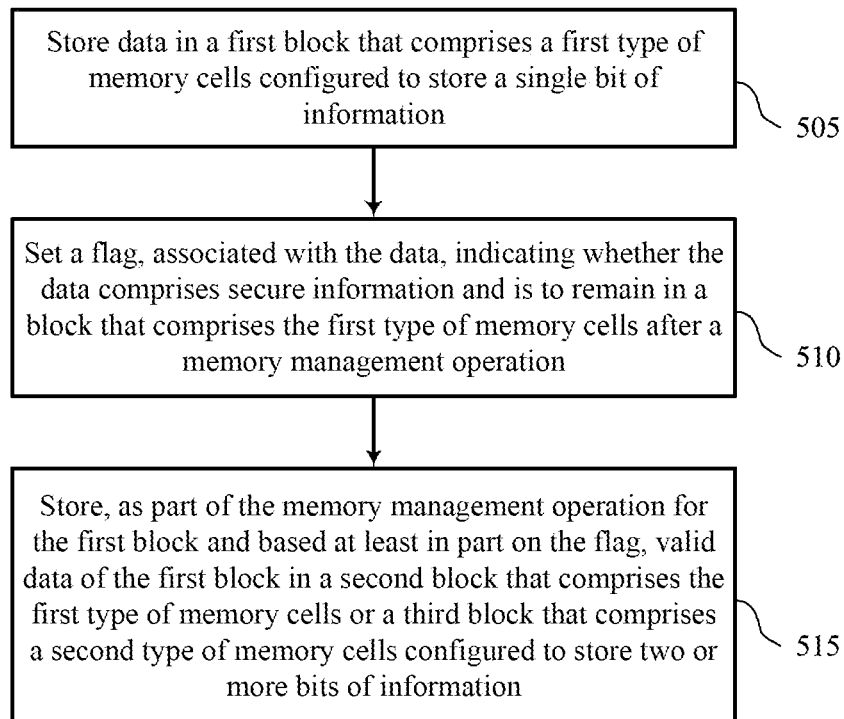 Store data in a first block that comprises a first type of
memory cells configured to store a single bit of
information
505
Set a flag, associated with the data, indicating whether the
data comprises secure information and is to remain in a
block that comprises the first type of memory cells after a
memory management operation
510
Store, as part of the memory management operation for
the first block and based at least in part on the flag, valid
data of the first block in a second block that comprises the
first type of memory cells or a third block that comprises
a second type of memory cells configured to store two or
more bits of information
515